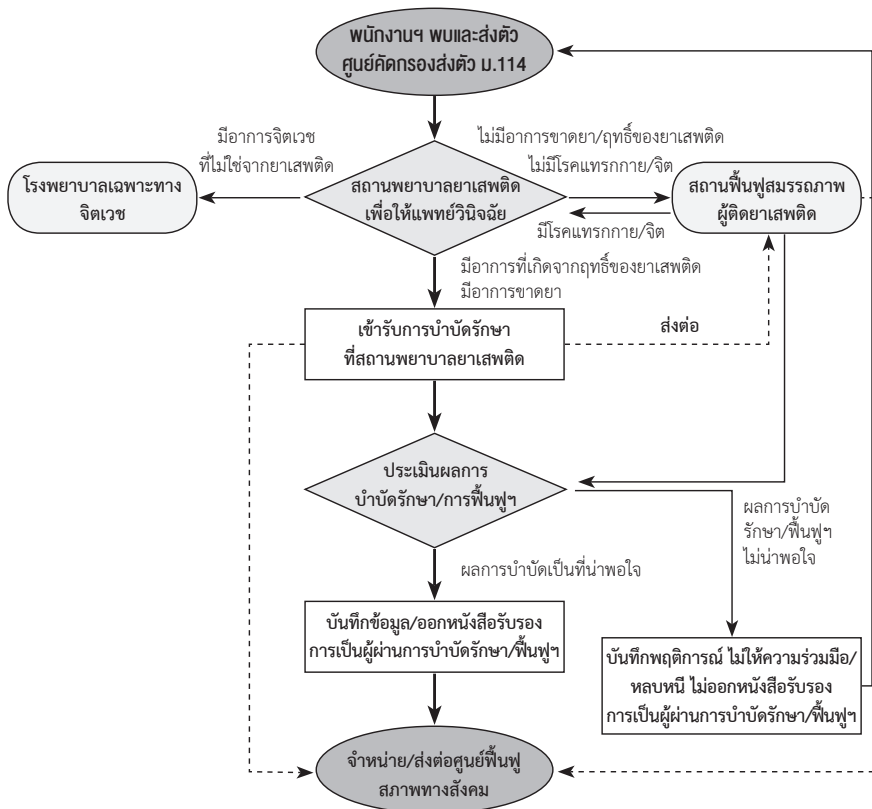 พนักงานฯ พบและส่งตัว
ศูนย์คัดกรองส่งตัว ม.114
มีอาการจิตเวช
ที่ไม่ใช่จากยาเสพติด
ไม่มีอาการขาดยา/ฤทธิ์ของยาเสพติด
ไม่มีโรคแทรกกาย/จิต
โรงพยาบาลเฉพาะทาง
จิตเวช
สถานพยาบาลยาเสพติด
เพื่อให้แพทย์วินิจฉัย
สถานฟื้นฟูสมรรถภาพ
ผู้ติดยาเสพติด
มีโรคแทรกกาย/จิต
มีอาการที่เกิดจากฤทธิ์ของยาเสพติด
มีอาการขาดยา
เข้ารับการบำบัดรักษา
ที่สถานพยาบาลยาเสพติด
ส่งต่อ
ประเมินผลการ
บำบัดรักษา/การฟื้นฟูฯ
ผลการบำบัด
รักษา/ฟื้นฟูฯ
ไม่น่าพอใจ
ผลการบำบัดเป็นที่น่าพอใจ
บันทึกข้อมูล/ออกหนังสือรับรอง
การเป็นผู้ผ่านการบำบัดรักษา/ฟื้นฟูฯ
บันทึกพฤติการณ์ ไม่ให้ความร่วมมือ/
หลบหนี ไม่ออกหนังสือรับรอง
การเป็นผู้ผ่านการบำบัดรักษา/ฟื้นฟูฯ
จำหน่าย/ส่งต่อศูนย์ฟื้นฟู
สภาพทางสังคม